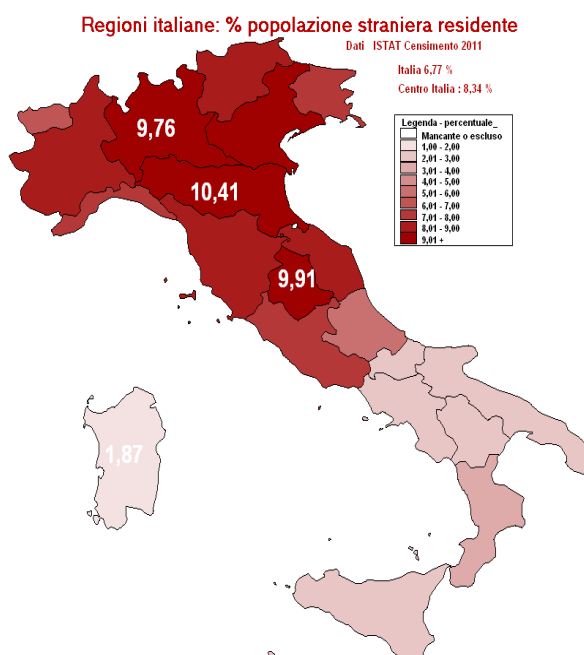 Regioni italiane: % popolazione straniera residente
Dati ISTAT Censimento 2011
Italia 6,77 %
Centro Italia : 8,34 %
Legenda - percentuale_
Mancante o escluso
1,00 - 2,00
2,01 - 3,00
3,01 - 4,00
4,01 - 5,00
5,01 - 6,00
6,01 - 7,00
7,01 - 8,00
8,01 - 9,00
9,01 +
9,76
10,41
9,91
1,87